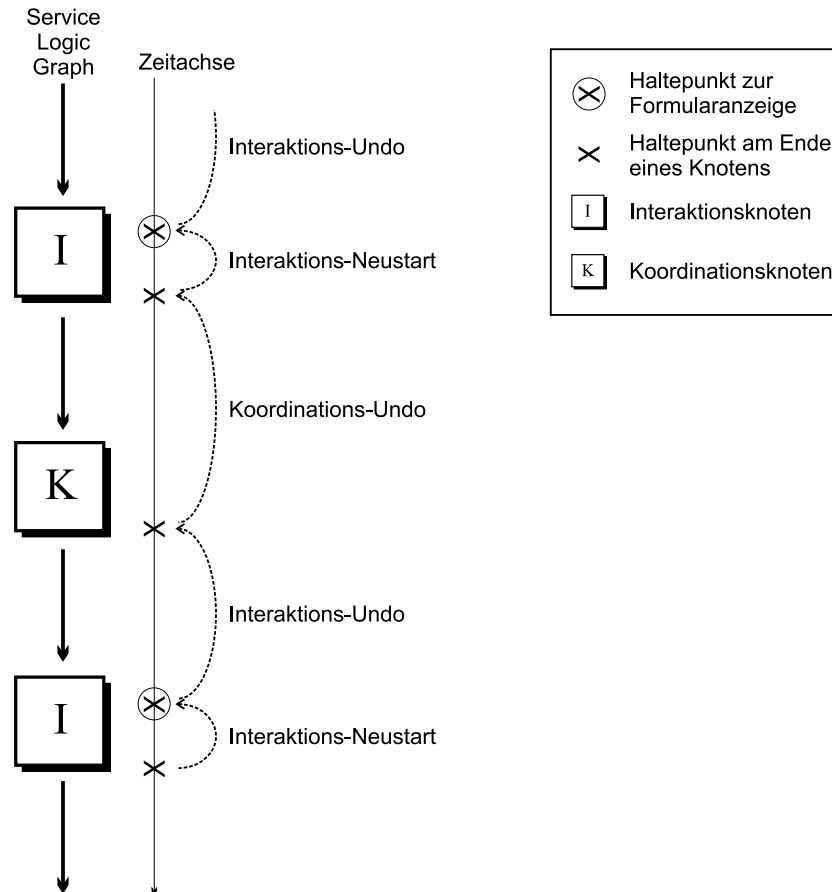 Service
Logic
Graph
Zeitachse
Interaktions-Undo
I
Interaktions-Neustart
Koordinations-Undo
K
Interaktions-Undo
I
Interaktions-Neustart
Haltepunkt zur
Formularanzeige
Haltepunkt am Ende
eines Knotens
I Interaktionsknoten
K Koordinationsknoten